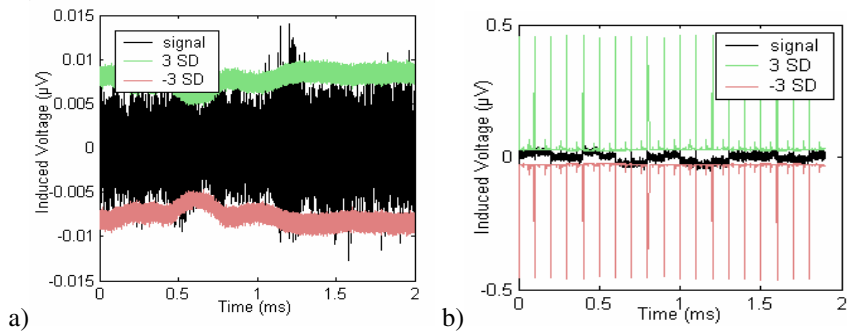 0.015
0.01
0.005
0
-0.005
-0.01
-0.015
Induced Voltage (µV)
signal
3 SD
-3 SD
0
0.5
1
1.5
2
Time (ms)
a)
0.5
0
-0.5
Induced Voltage (µV)
signal
3 SD
-3 SD
0
0.5
1
1.5
2
Time (ms)
b)